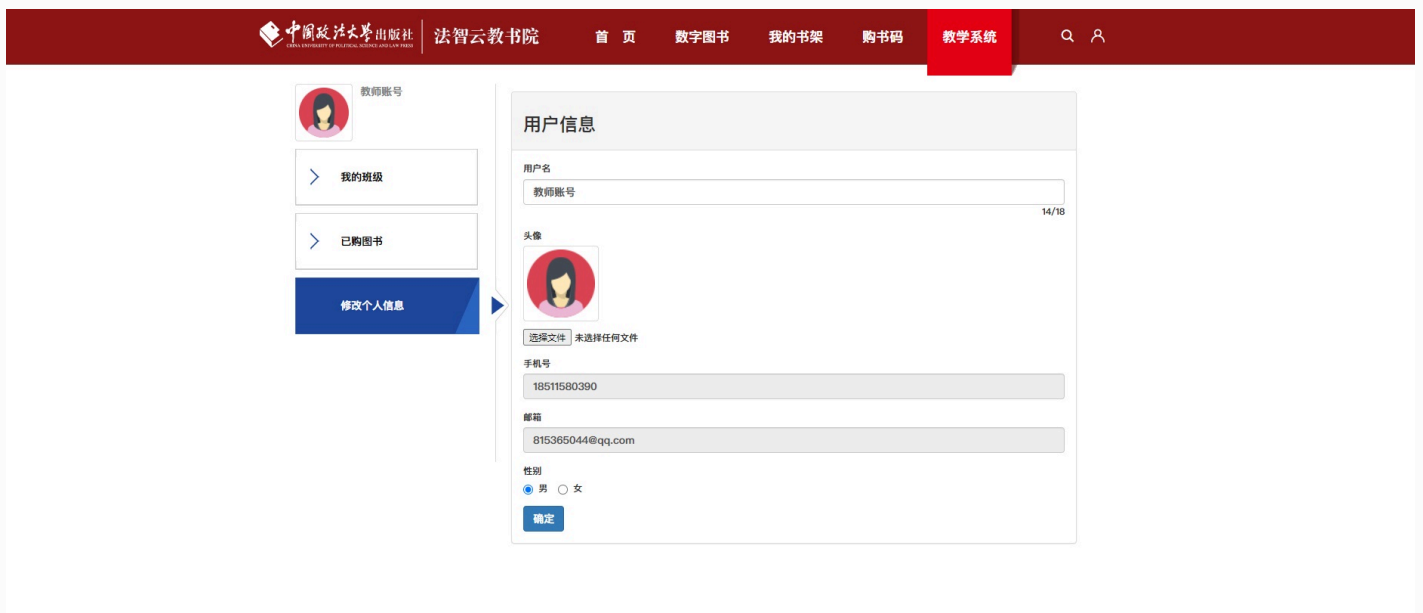 中国政法大学出版社
CHINA UNIVERSITY OF POLITICAL SCIENCE AND LAW PRESS
法智云教书院
首 页 数字图书 我的书架 购书码 教学系统
教师账号
我的班级
已购图书
修改个人信息
用户信息
用户名
教师账号
14/18
头像
选择文件 未选择任何文件
手机号
18511580390
邮箱
815365044@qq.com
性别
男 女
确定